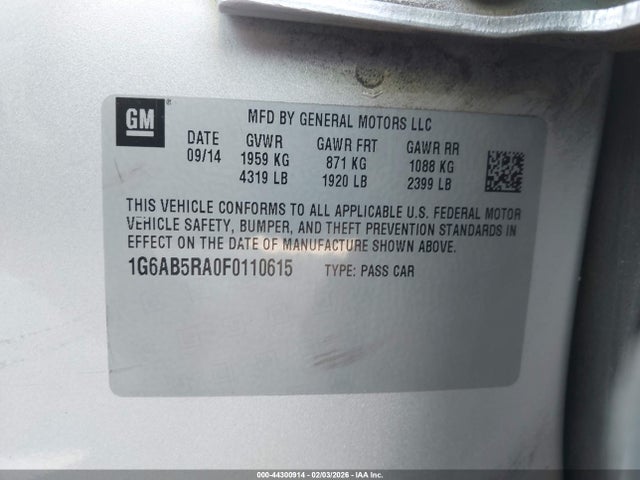 GM
MFD BY GENERAL MOTORS LLC
DATE GVWR GAWR FRT GAWR RR
09/14 1959 KG 871 KG 1088 KG
4319 LB 1920 LB 2399 LB
THIS VEHICLE CONFORMS TO ALL APPLICABLE U.S. FEDERAL MOTOR
VEHICLE SAFETY, BUMPER, AND THEFT PREVENTION STANDARDS IN
EFFECT ON THE DATE OF MANUFACTURE SHOWN ABOVE.
1G6AB5RA0F0110615 TYPE: PASS CAR
000-44300914 - 02/03/2026 - IAA Inc.